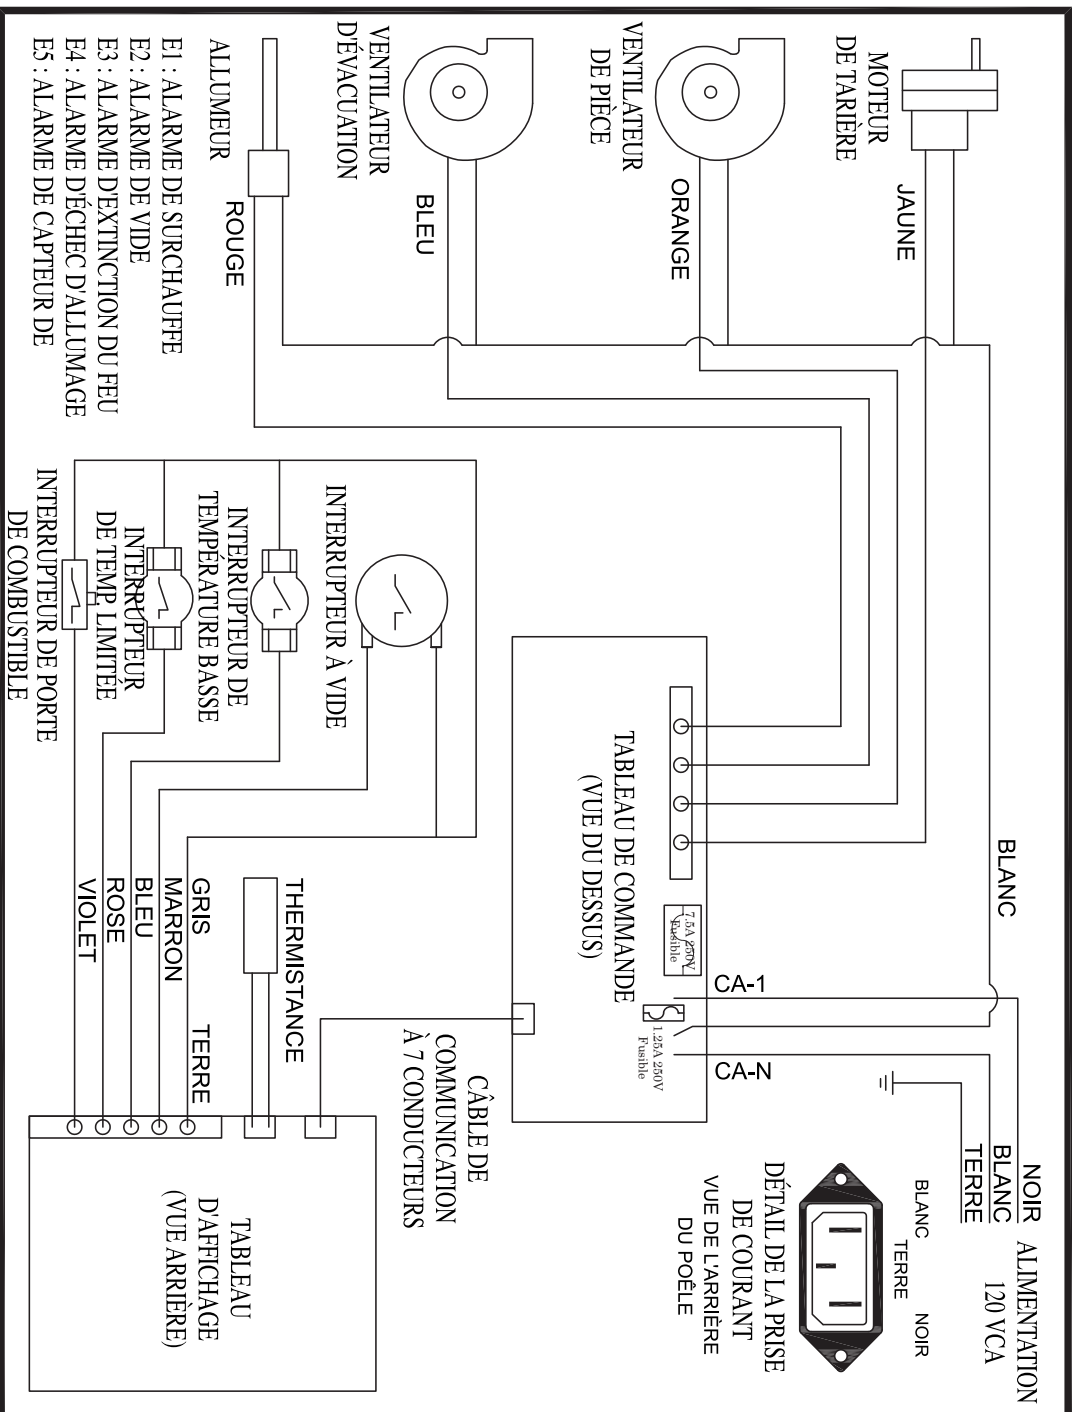 MOTEUR
DE TARIÈRE
JAUNE
VENTILATEUR
DE PIÈCE
ORANGE
VENTILATEUR
D'ÉVACUATION
BLEU
ALLUMEUR
ROUGE
E1 : ALARME DE SURCHAUFFE
E2 : ALARME DE VIDE
E3 : ALARME D'EXTINCTION DU FEU
E4 : ALARME D'ÉCHEC D'ALLUMAGE
E5 : ALARME DE CAPTEUR DE
BLANC
TABLEAU DE COMMANDE
(VUE DU DESSUS)
7.5A 250V
Fusible
1.25A 250V
Fusible
CA-1
CA-N
INTERRUPTEUR À VIDE
INTERRUPTEUR DE
TEMPÉRATURE BASSE
INTERRUPTEUR
DE TEMP LIMITÉE
INTERRUPTEUR DE PORTE
DE COMBUSTIBLE
NOIR
BLANC
TERRE
ALIMENTATION
120 VCA
BLANC
TERRE
NOIR
DÉTAIL DE LA PRISE
DE COURANT
VUE DE L'ARRIÈRE
DU POÊLE
CÂBLE DE
COMMUNICATION
À 7 CONDUCTEURS
THERMISTANCE
GRIS
TERRE
MARRON
BLEU
ROSE
VIOLET
TABLEAU
D'AFFICHAGE
(VUE ARRIÈRE)